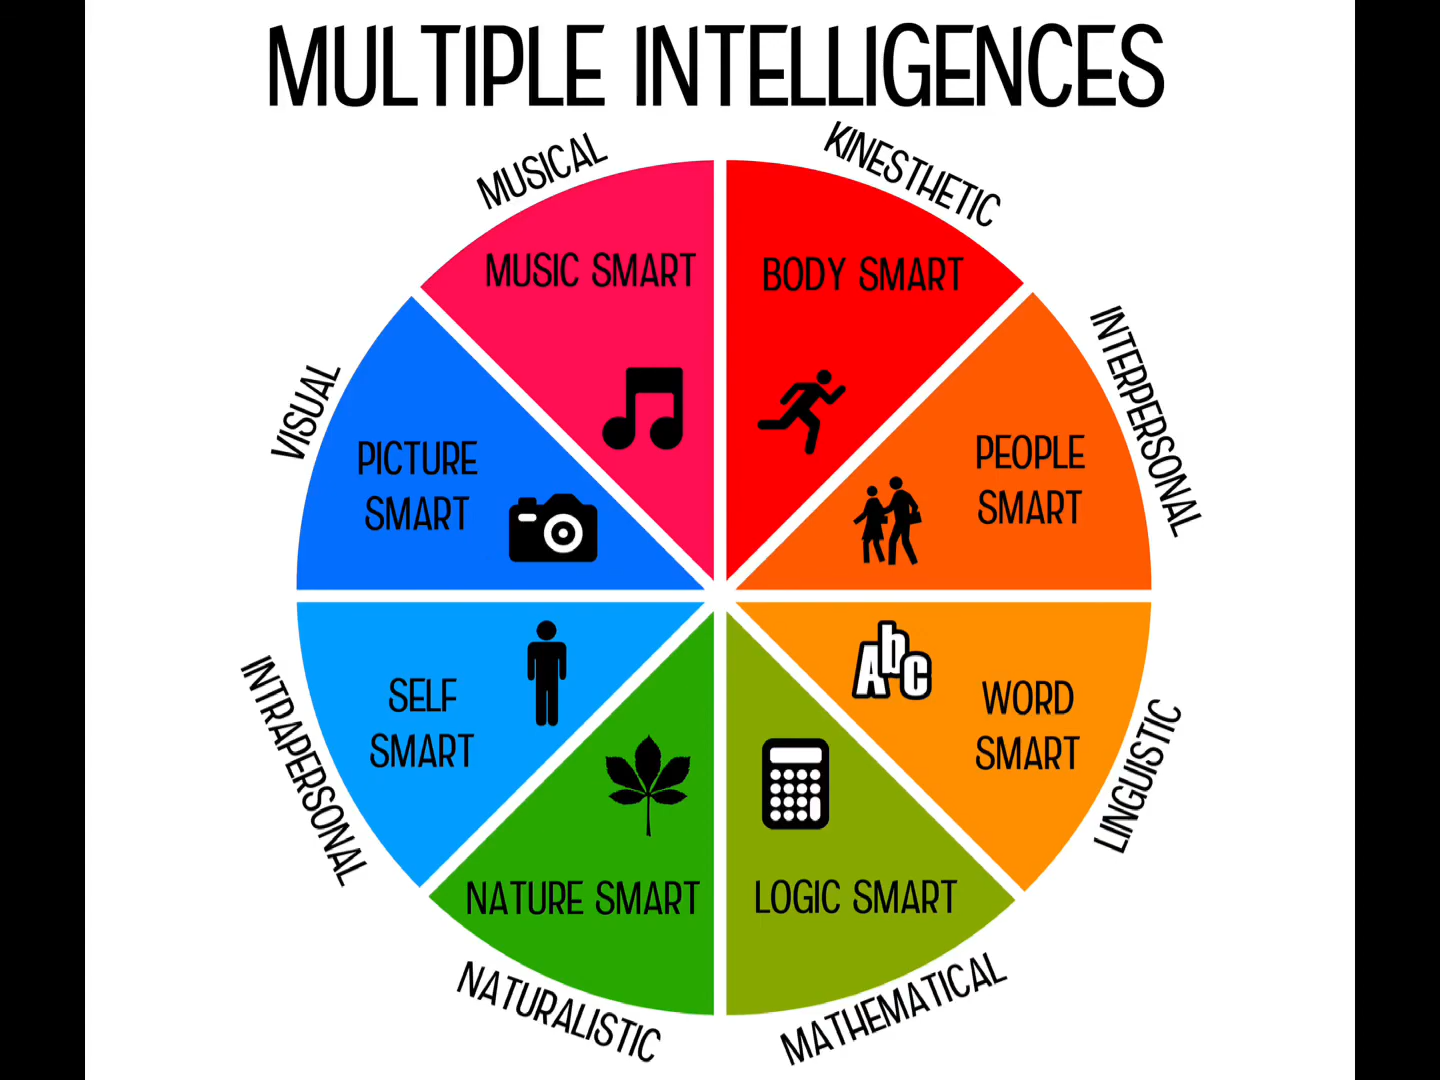 MULTIPLE INTELLIGENCES
MUSICAL
KINESTHETIC
MUSIC SMART
BODY SMART
VISUAL
INTERPERSONAL
PICTURE
SMART
PEOPLE
SMART
INTRAPERSONAL
SELF
SMART
AbC
WORD
SMART
LINGUISTIC
NATURE SMART
LOGIC SMART
NATURALISTIC
MATHEMATICAL